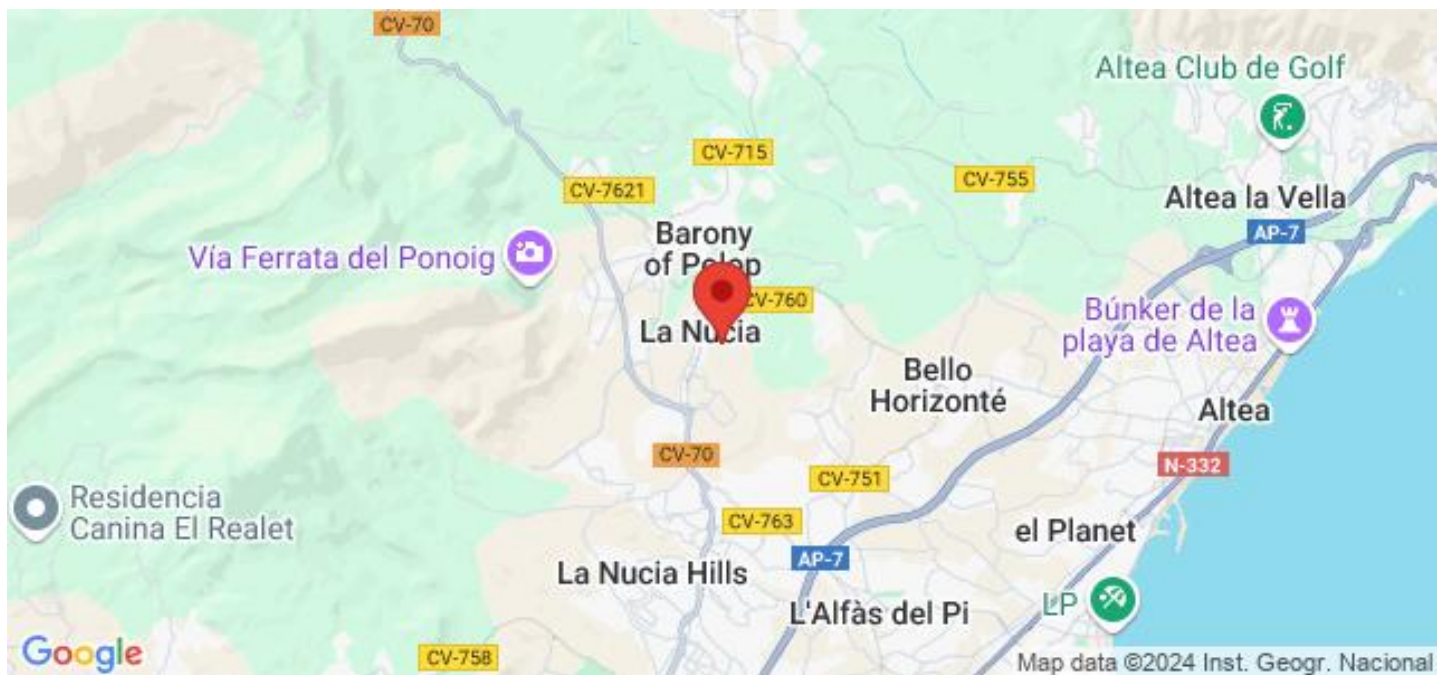 CV-70
Altea Club de Golf
CV-715
CV-755
CV-7621
Altea la Vella
AP-7
Barony
of Polop
Vía Ferrata del Ponoig
CV-760
La Nucia
Búnker de la
playa de Altea
Bello
Horizonté
Altea
CV-70
N-332
CV-751
Residencia
Canina El Realet
CV-763
el Planet
AP-7
La Nucia Hills
L'Alfàs del Pi
LP
Google
CV-758
Map data ©2024 Inst. Geogr. Nacional